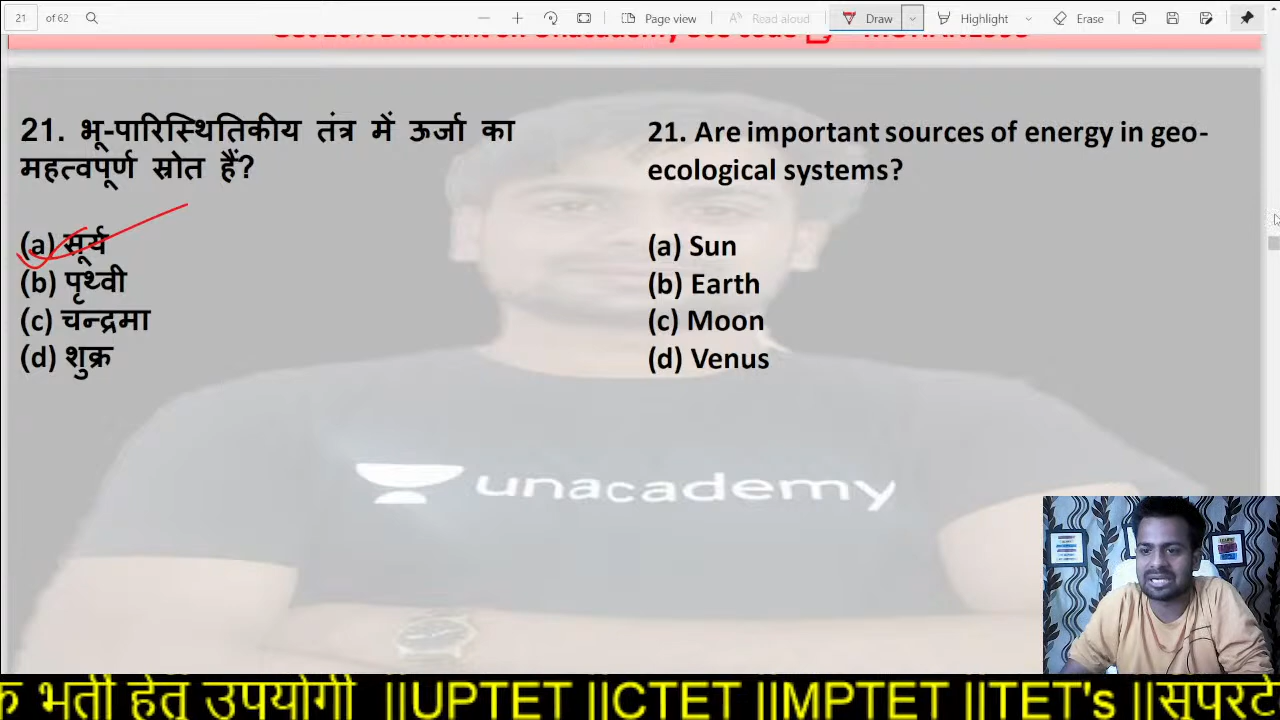 21
of 62
Page view
Read aloud
Draw
Highlight
Erase
21. भू-पारिस्थितिकीय तंत्र में ऊर्जा का
महत्वपूर्ण स्रोत हैं?
(a) सूर्य
(b) पृथ्वी
(c) चन्द्रमा
(d) शुक्र
21. Are important sources of energy in geo-
ecological systems?
(a) Sun
(b) Earth
(c) Moon
(d) Venus
unacademy
भर्ती हेतु उपयोगी ||UPTET ||CTET ||MPTET ||TET's ||सुपरटे